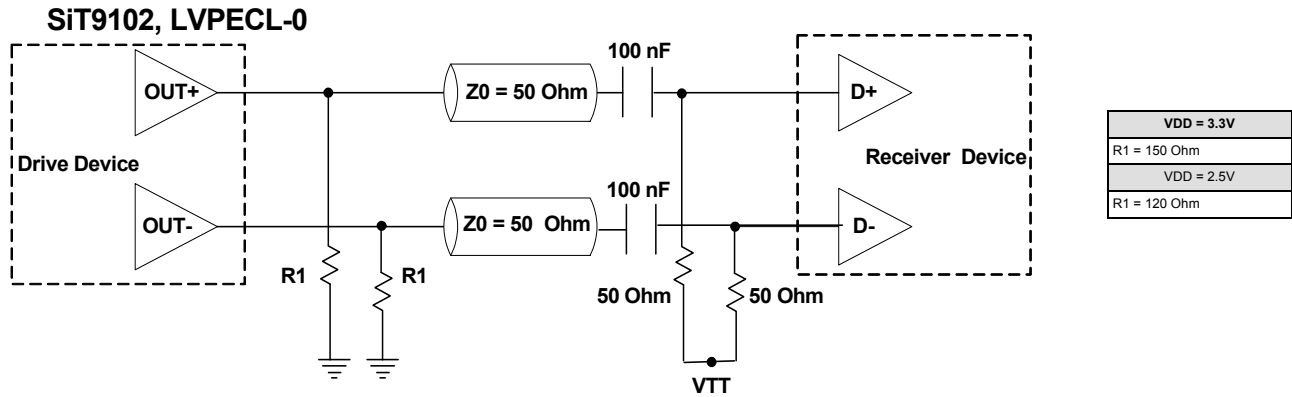 SiT9102, LVPECL-0
100 nF
OUT+
Z0 = 50 Ohm
D+
Drive Device
Receiver Device
100 nF
OUT-
Z0 = 50 Ohm
D-
R1
R1
50 Ohm
50 Ohm
VTT
VDD = 3.3V
R1 = 150 Ohm
VDD = 2.5V
R1 = 120 Ohm